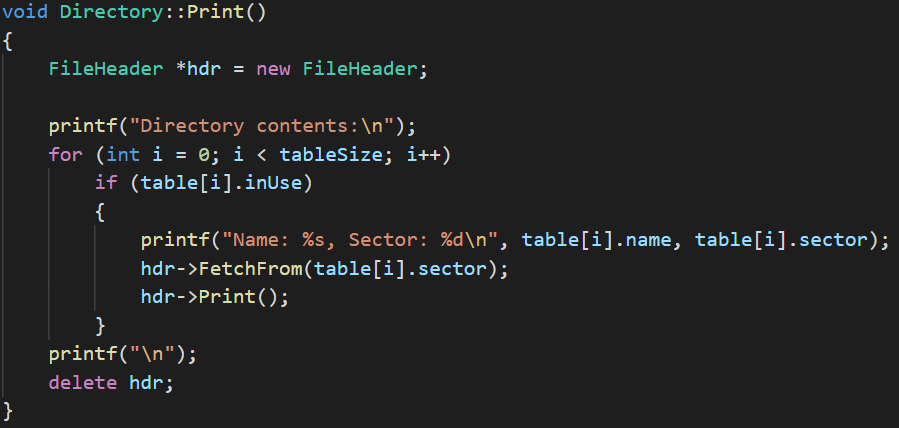 void Directory::Print()
{
    FileHeader *hdr = new FileHeader;

    printf("Directory contents:\n");
    for (int i = 0; i < tableSize; i++)
        if (table[i].inUse)
        {
            printf("Name: %s, Sector: %d\n", table[i].name, table[i].sector);
            hdr->FetchFrom(table[i].sector);
            hdr->Print();
        }
    printf("\n");
    delete hdr;
}